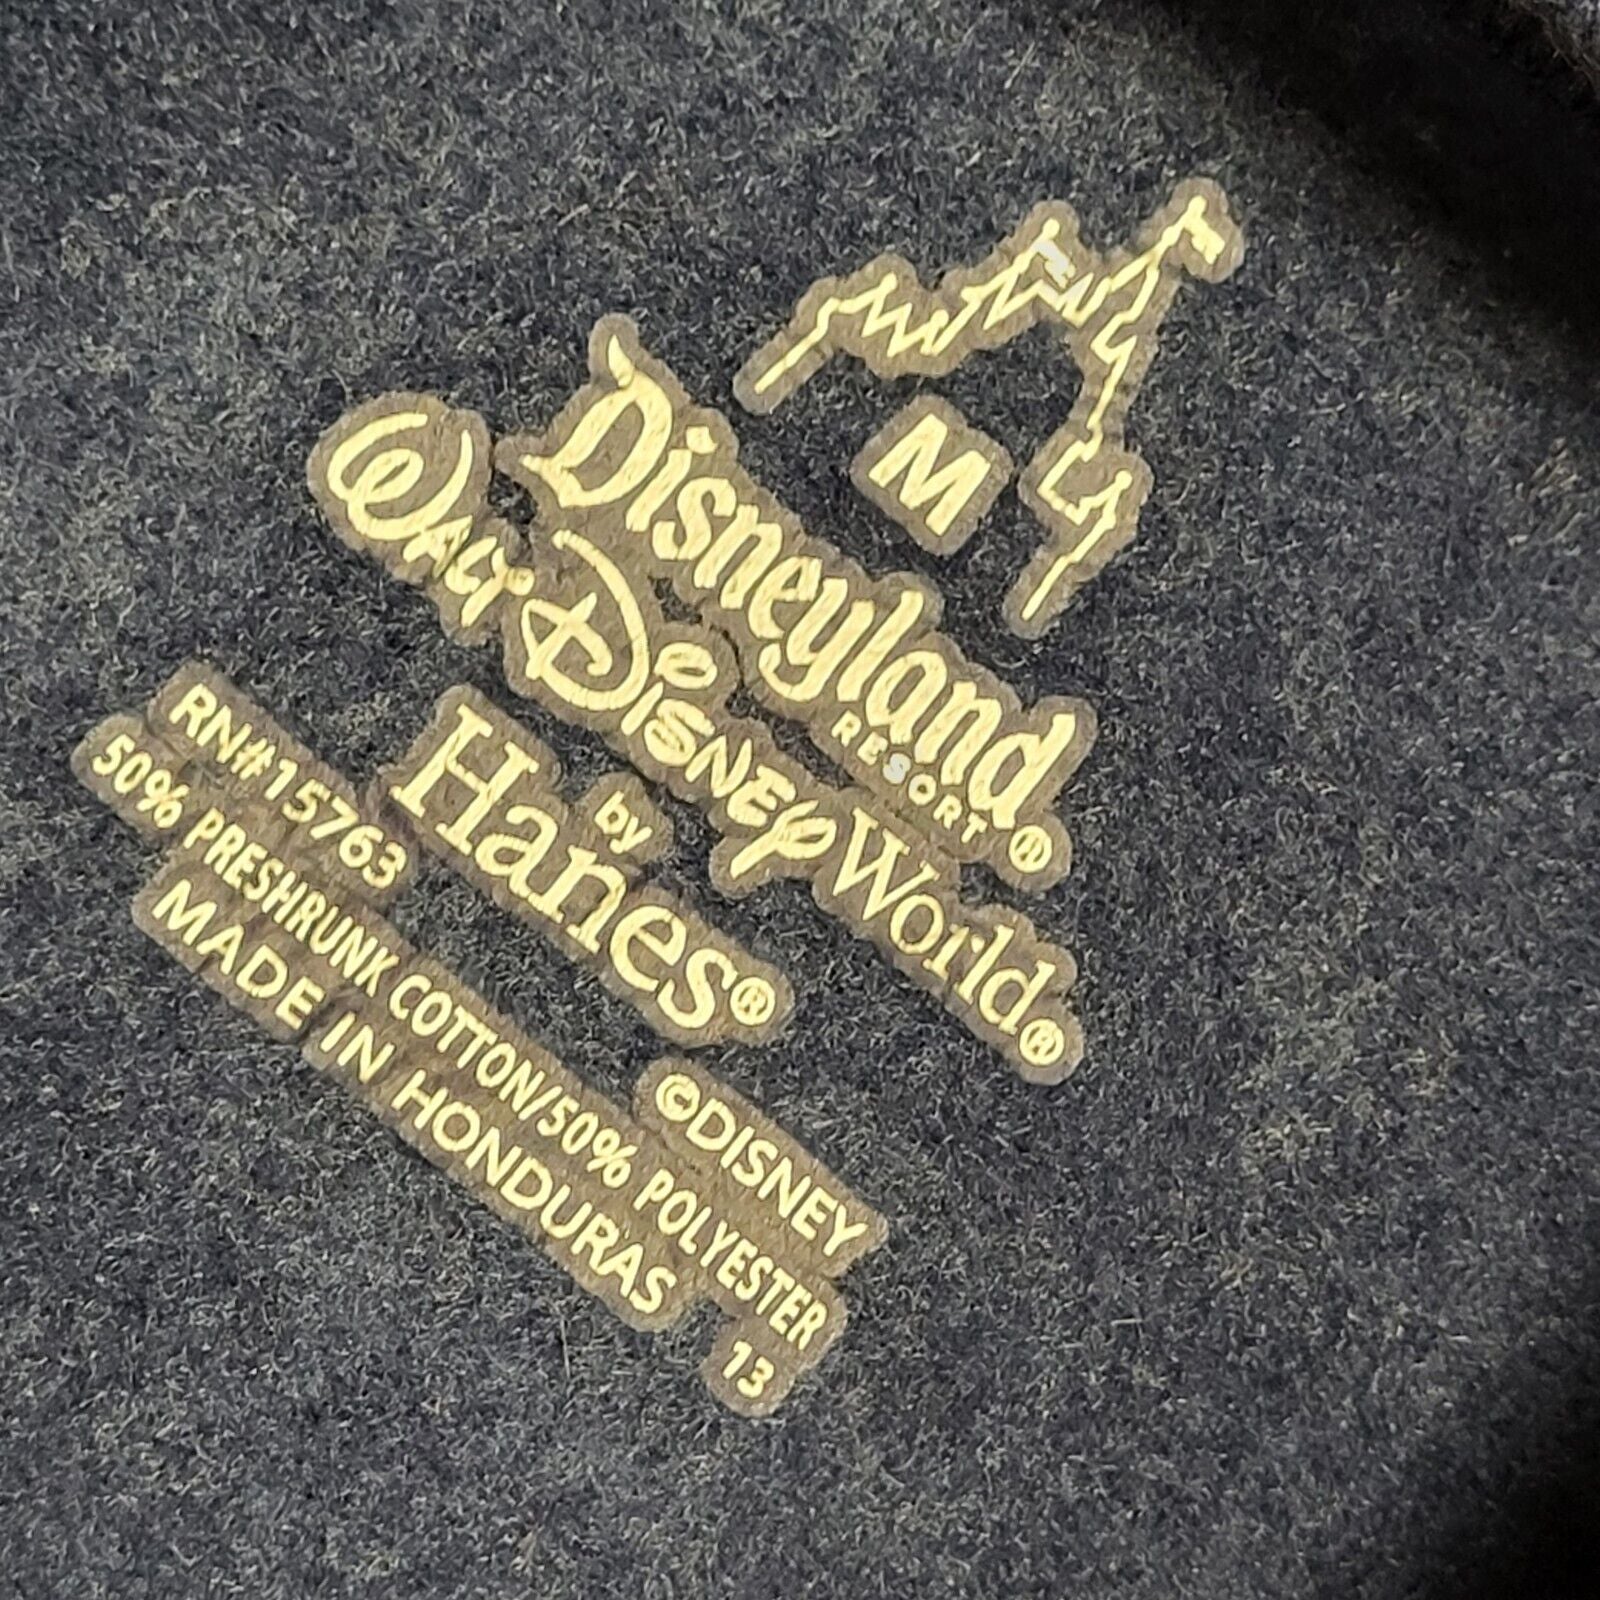 M
Disneyland®
RESORT
WALT DISNEY World®
by
Hanes®
RN#15763 ©DISNEY
50% PRESHRUNK COTTON/50% POLYESTER
MADE IN HONDURAS 13